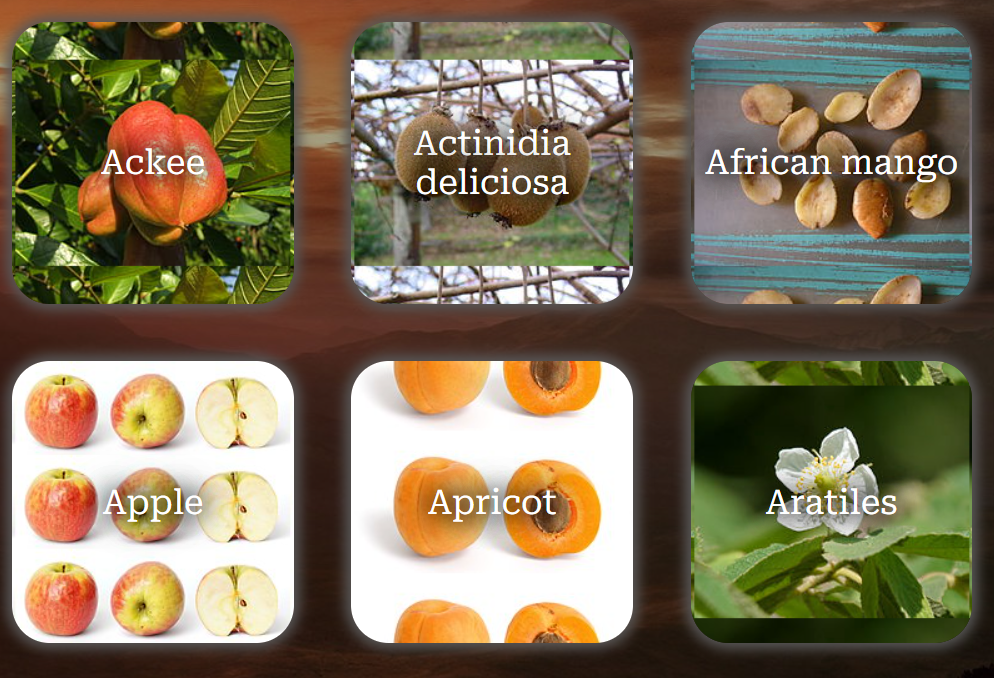 Ackee
Actinidia
deliciosa
African mango
Apple
Apricot
Aratiles